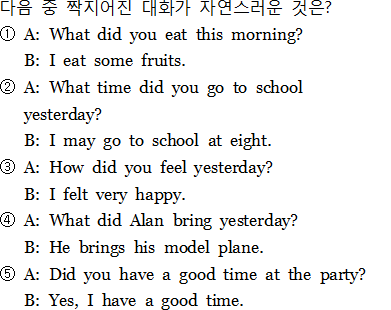 다음 중 짝지어진 대화가 자연스러운 것은?
① A: What did you eat this morning?
B: I eat some fruits.
② A: What time did you go to school
yesterday?
B: I may go to school at eight.
③ A: How did you feel yesterday?
B: I felt very happy.
④ A: What did Alan bring yesterday?
B: He brings his model plane.
⑤ A: Did you have a good time at the party?
B: Yes, I have a good time.